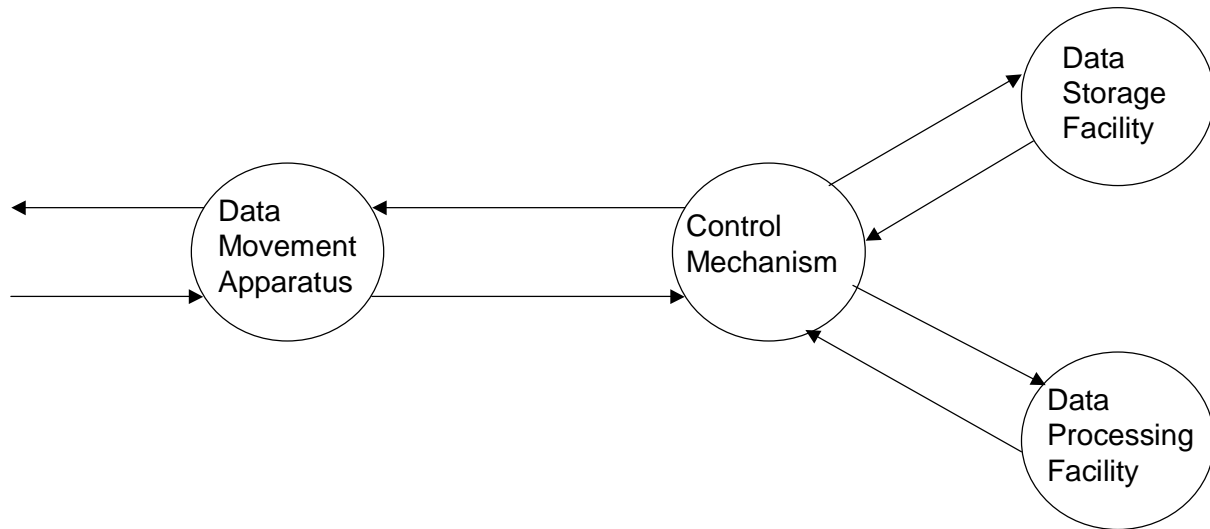 Data
Movement
Apparatus
Control
Mechanism
Data
Storage
Facility
Data
Processing
Facility